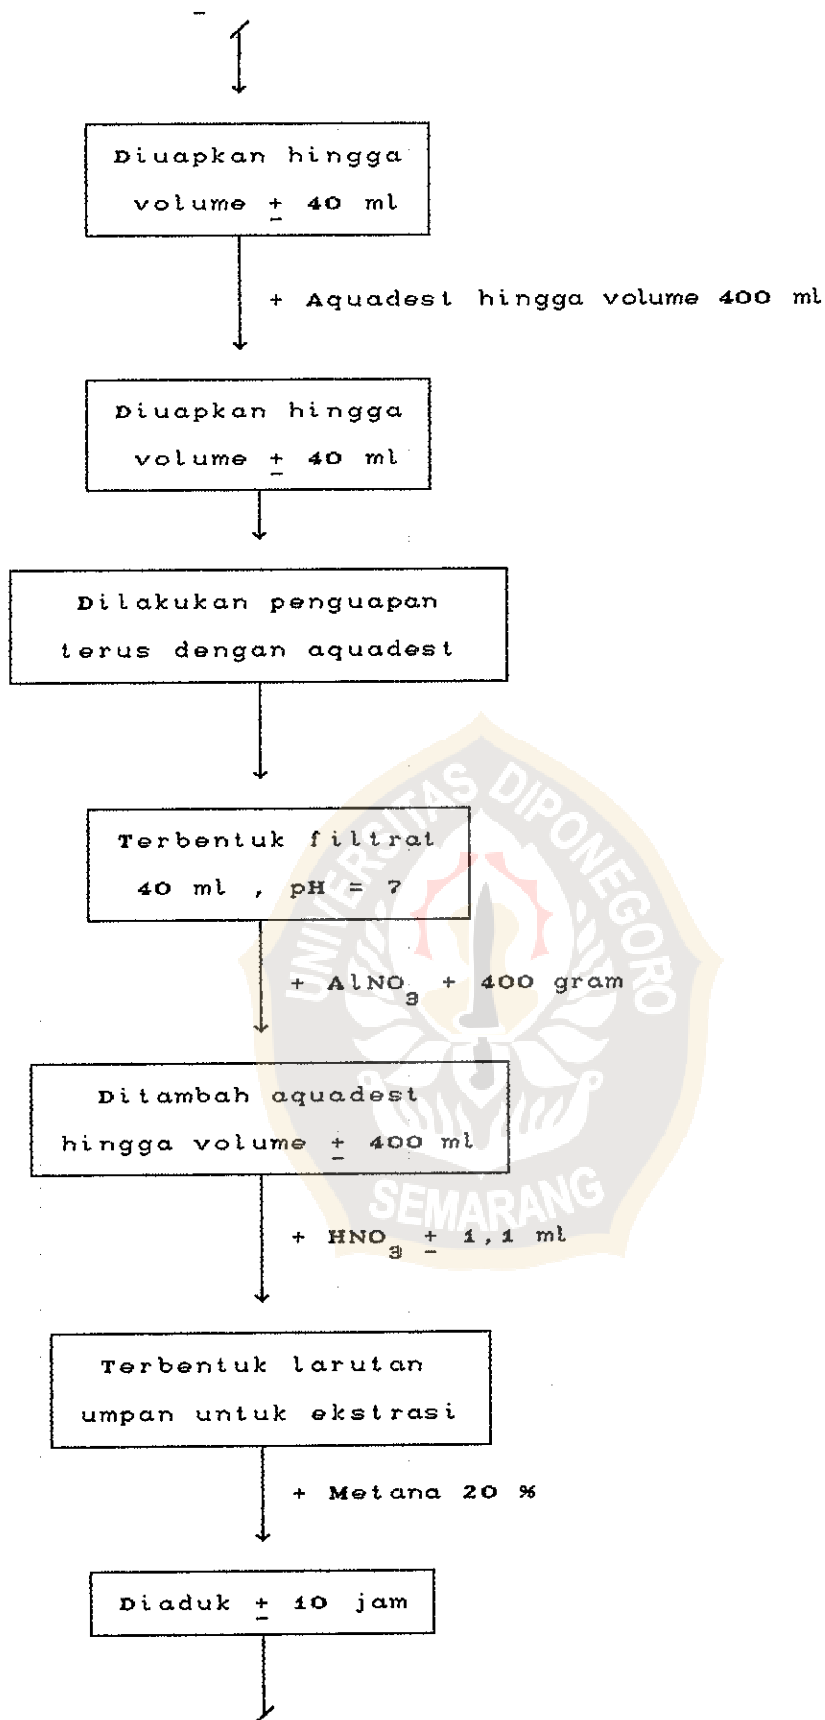 Diuapkan hingga
volume ± 40 ml
+ Aquadest hingga volume 400 ml
Diuapkan hingga
volume ± 40 ml
Dilakukan penguapan
terus dengan aquadest
Terbentuk filtrat
40 ml , pH = 7
+ AlNO₃ + 400 gram
Ditambah aquadest
hingga volume ± 400 ml
+ HNO₃ ± 1,1 ml
Terbentuk larutan
umpan untuk ekstrasi
+ Metana 20 %
Diaduk ± 10 jam
UNIVERSITAS DIPONEGORO
SEMARANG